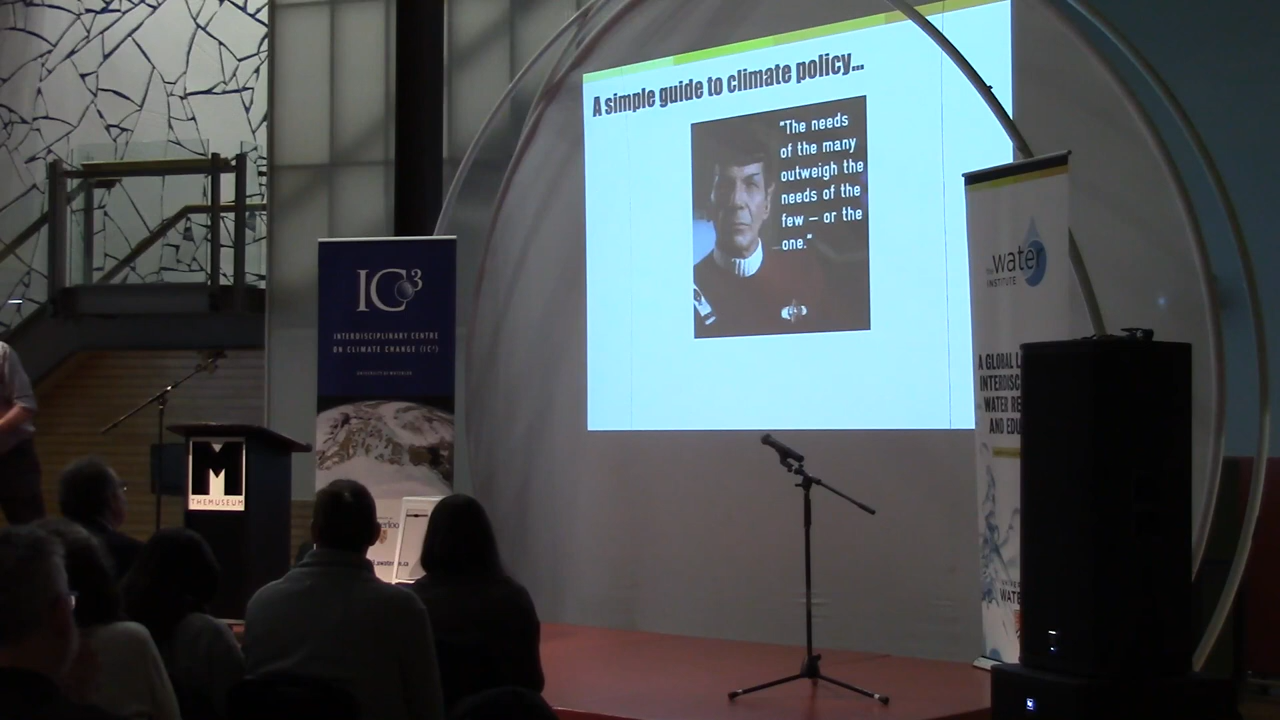 A simple guide to climate policy...
"The needs
of the many
outweigh the
needs of the
few – or the
one."
IC3
INTERDISCIPLINARY CENTRE
ON CLIMATE CHANGE (IC3)
UNIVERSITY OF WATERLOO
M
THEMUSEUM
the water
INSTITUTE
A GLOBAL
INTERDISC
WATER RE
AND EDU